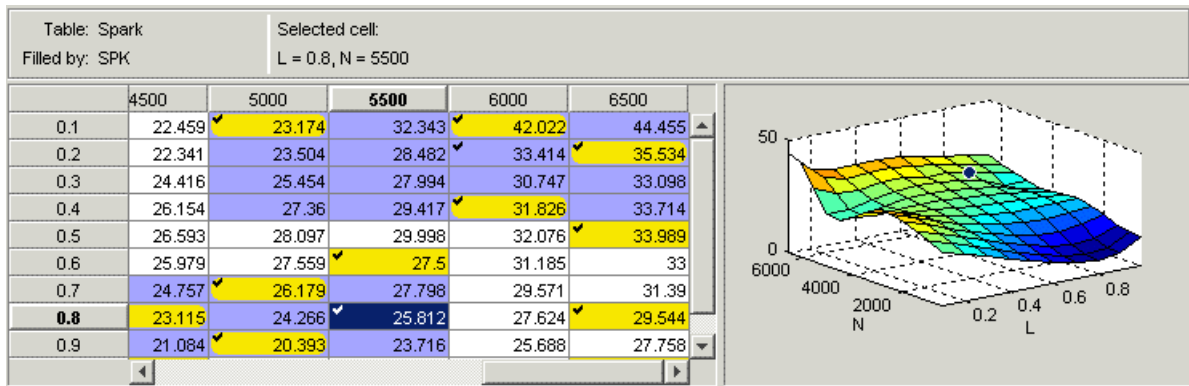 Table: Spark
Filled by: SPK
Selected cell:
L = 0.8, N = 5500
4500 5000 5500 6000 6500
0.1 22.459 23.174 32.343 42.022 44.455
0.2 22.341 23.504 28.482 33.414 35.534
0.3 24.416 25.454 27.994 30.747 33.098
0.4 26.154 27.36 29.417 31.826 33.714
0.5 26.593 28.097 29.998 32.076 33.989
0.6 25.979 27.559 27.5 31.185 33
0.7 24.757 26.179 27.798 29.571 31.39
0.8 23.115 24.266 25.812 27.624 29.544
0.9 21.084 20.393 23.716 25.688 27.758
50
0
6000
4000
2000
N
0.2 0.4 0.6 0.8
L